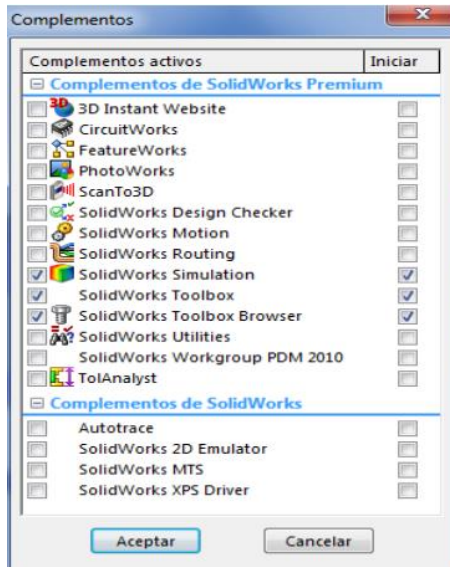 Complementos
Complementos activos Iniciar
Complementos de SolidWorks Premium
3D Instant Website
CircuitWorks
FeatureWorks
PhotoWorks
ScanTo3D
SolidWorks Design Checker
SolidWorks Motion
SolidWorks Routing
SolidWorks Simulation
SolidWorks Toolbox
SolidWorks Toolbox Browser
SolidWorks Utilities
SolidWorks Workgroup PDM 2010
TolAnalyst
Complementos de SolidWorks
Autotrace
SolidWorks 2D Emulator
SolidWorks MTS
SolidWorks XPS Driver
Aceptar Cancelar